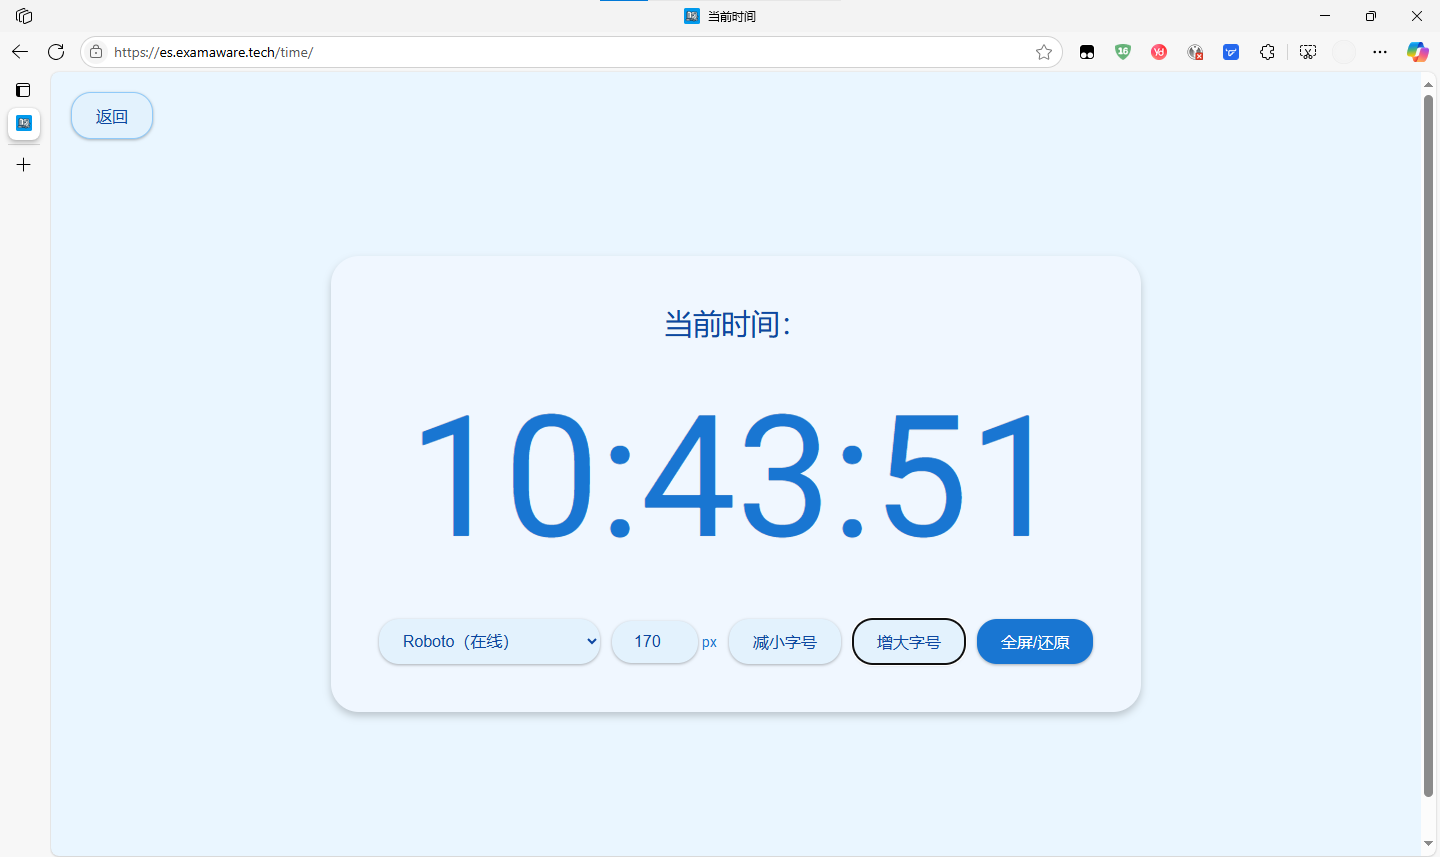 当前时间
https://es.examaware.tech/time/
16
Yd
返回
当前时间：
10:43:51
Roboto（在线）
170
px
减小字号
增大字号
全屏/还原